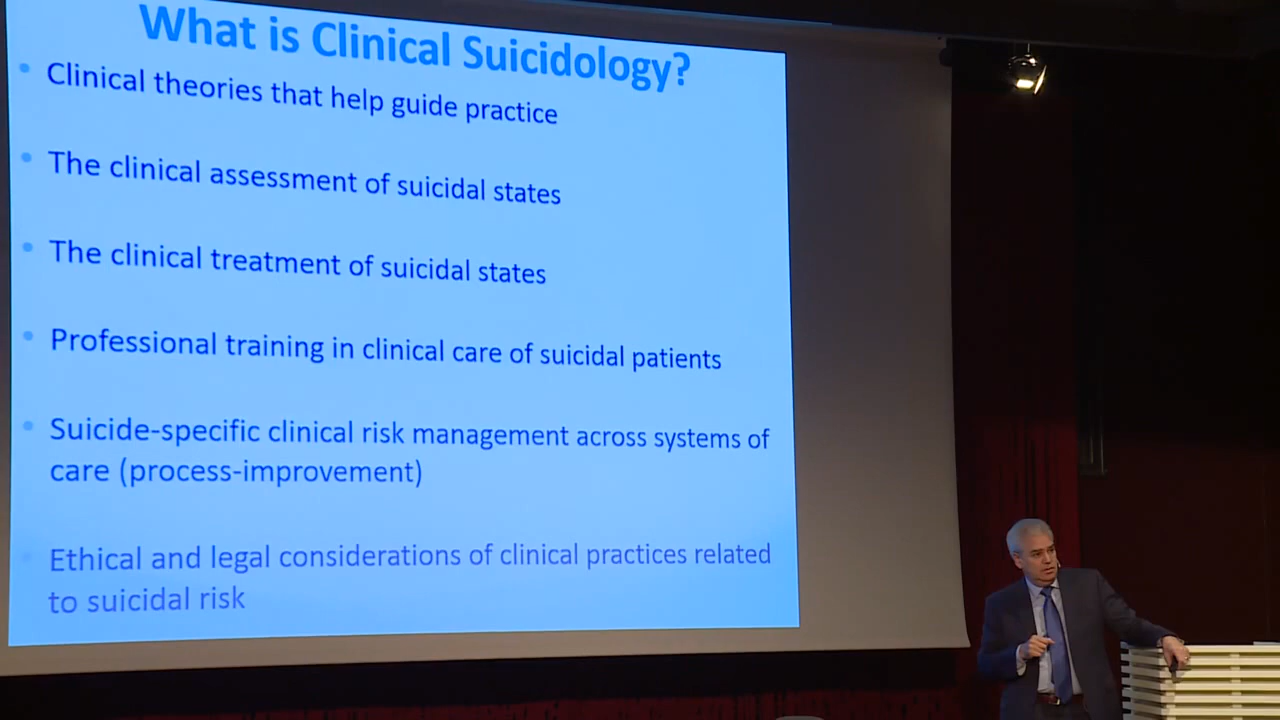 What is Clinical Suicidology?
• Clinical theories that help guide practice
• The clinical assessment of suicidal states
• The clinical treatment of suicidal states
• Professional training in clinical care of suicidal patients
• Suicide-specific clinical risk management across systems of
care (process-improvement)
• Ethical and legal considerations of clinical practices related
to suicidal risk